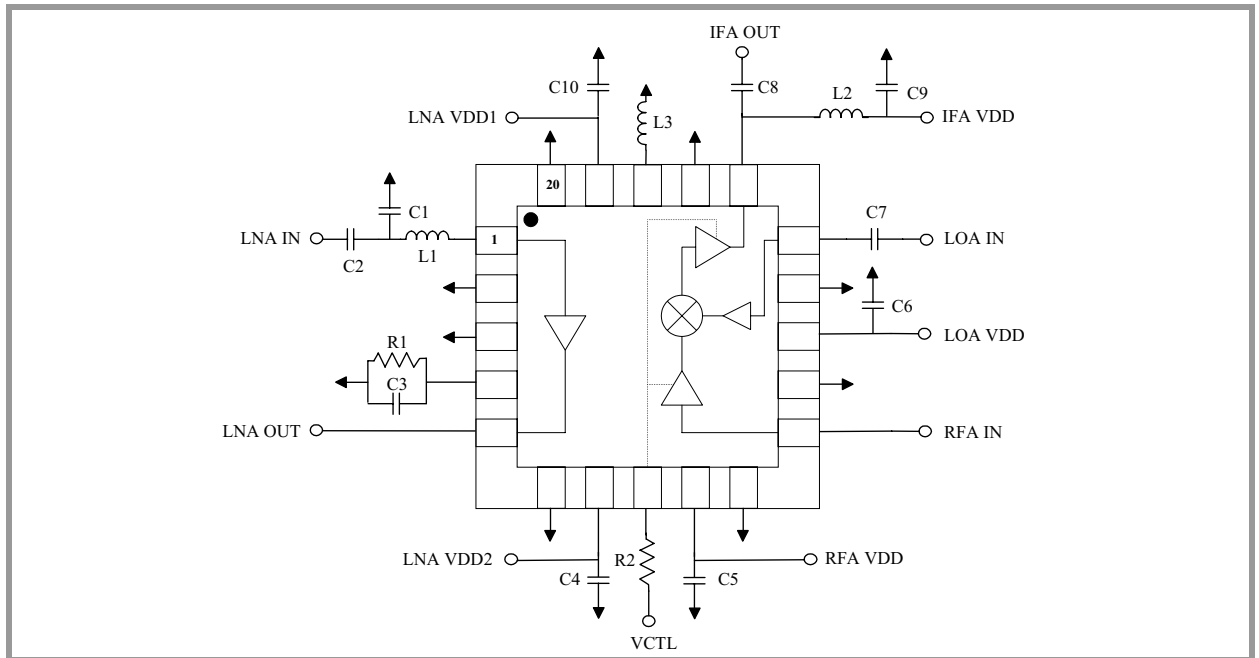 IFA OUT
C10
C8
L2
C9
LNA VDD1
L3
IFA VDD
20
C1
C7
LNA IN
1
LOA IN
C2
L1
C6
R1
LOA VDD
C3
LNA OUT
RFA IN
LNA VDD2
R2
RFA VDD
C4
C5
VCTL